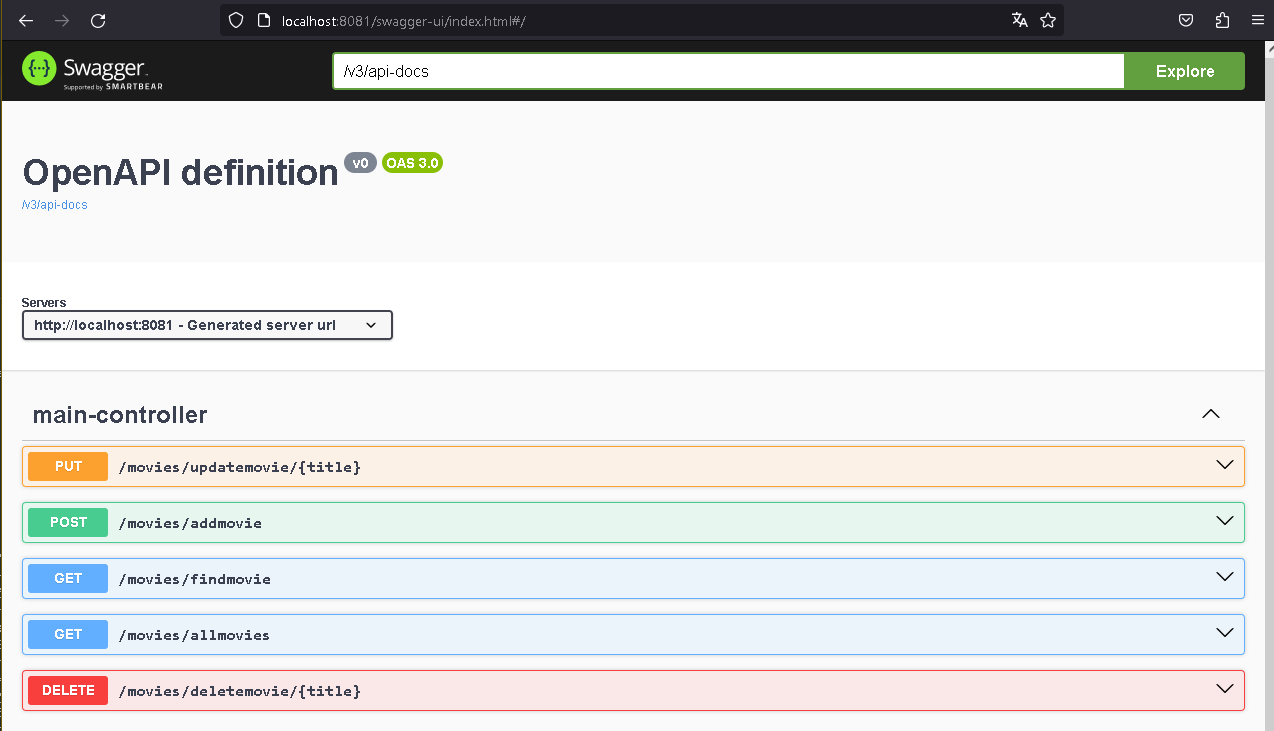 localhost:8081/swagger-ui/index.html#/
{···} Swagger.
Supported by SMARTBEAR
/v3/api-docs
Explore
OpenAPI definition v0 OAS 3.0
/v3/api-docs
Servers
http://localhost:8081 - Generated server url
main-controller
PUT /movies/updatemovie/{title}
POST /movies/addmovie
GET /movies/findmovie
GET /movies/allmovies
DELETE /movies/deletemovie/{title}